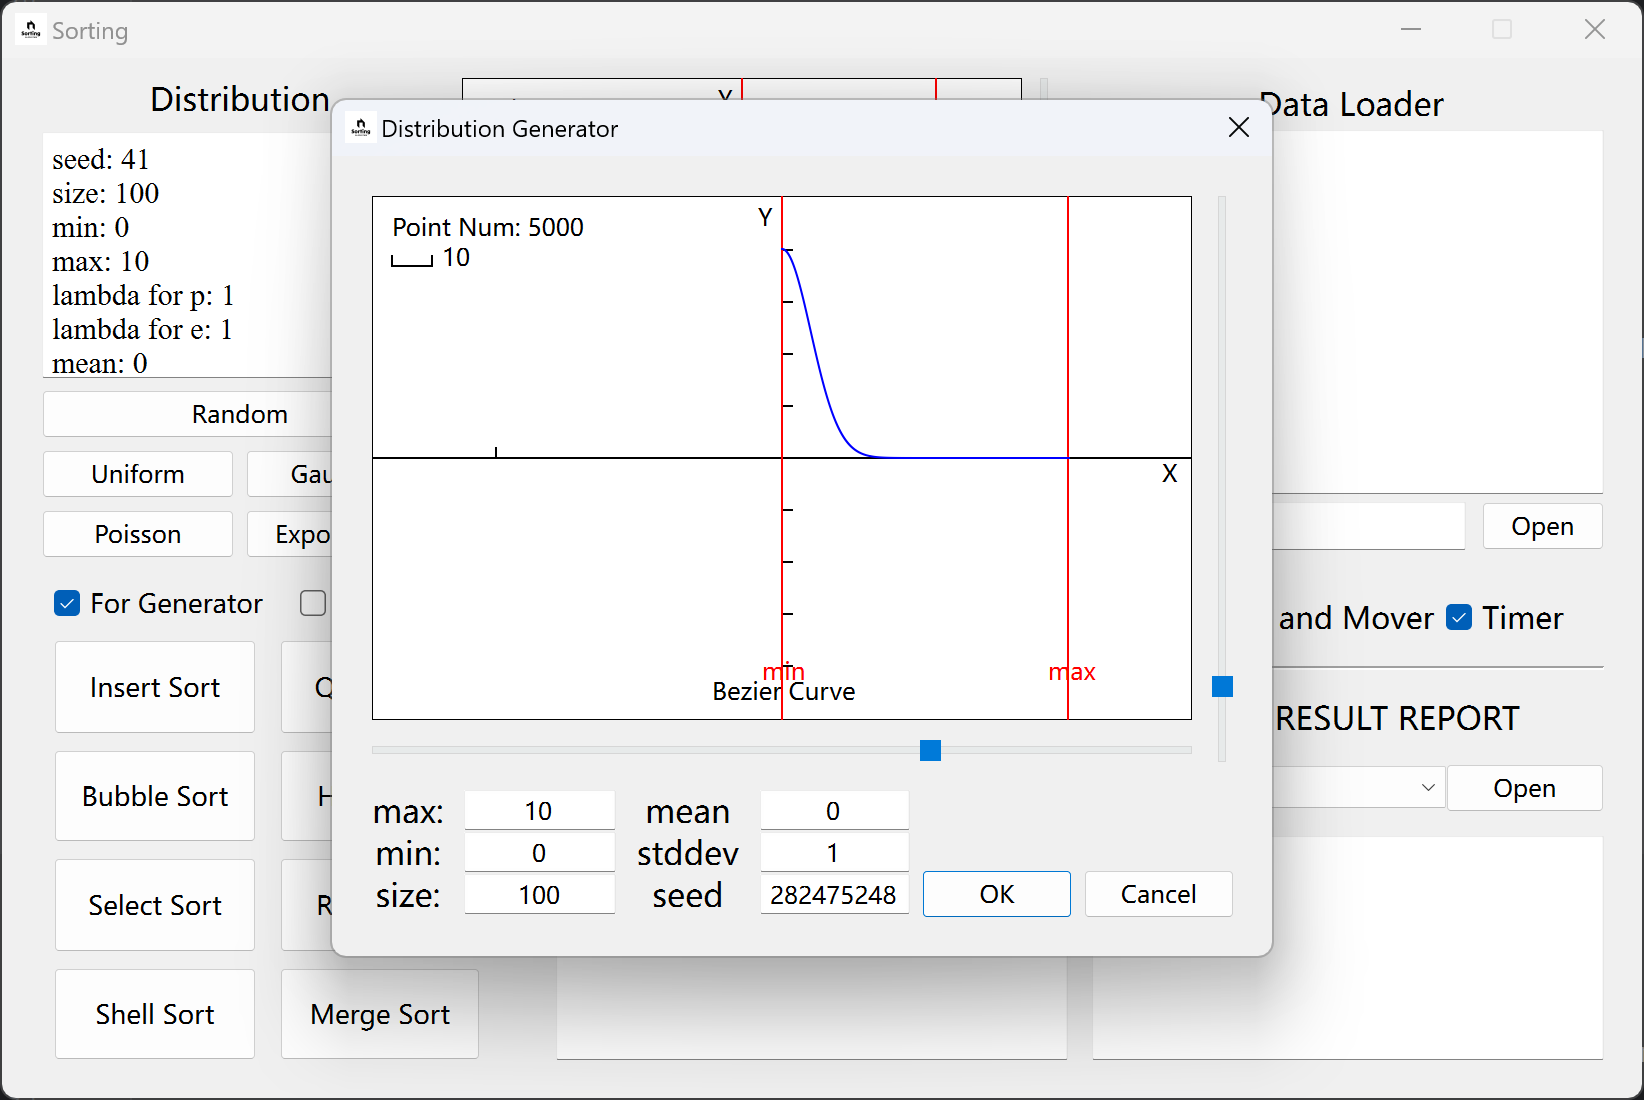 Sorting
Distribution
Y
Data Loader
seed: 41
size: 100
min: 0
max: 10
lambda for p: 1
lambda for e: 1
mean: 0
Random
Uniform
Gau
Poisson
Expo
For Generator
Insert Sort
Q
Bubble Sort
H
Select Sort
R
Shell Sort
Merge Sort
Distribution Generator
Point Num: 5000
10
Y
X
min
max
Bezier Curve
max: 10 mean 0
min: 0 stddev 1
size: 100 seed 282475248
OK
Cancel
Open
and Mover
Timer
RESULT REPORT
Open